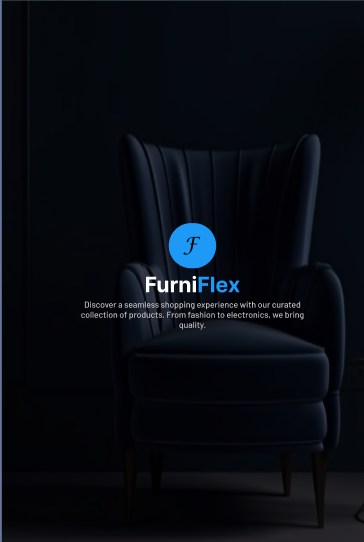 F
FurniFlex
Discover a seamless shopping experience with our curated
collection of products. From fashion to electronics, we bring
quality.